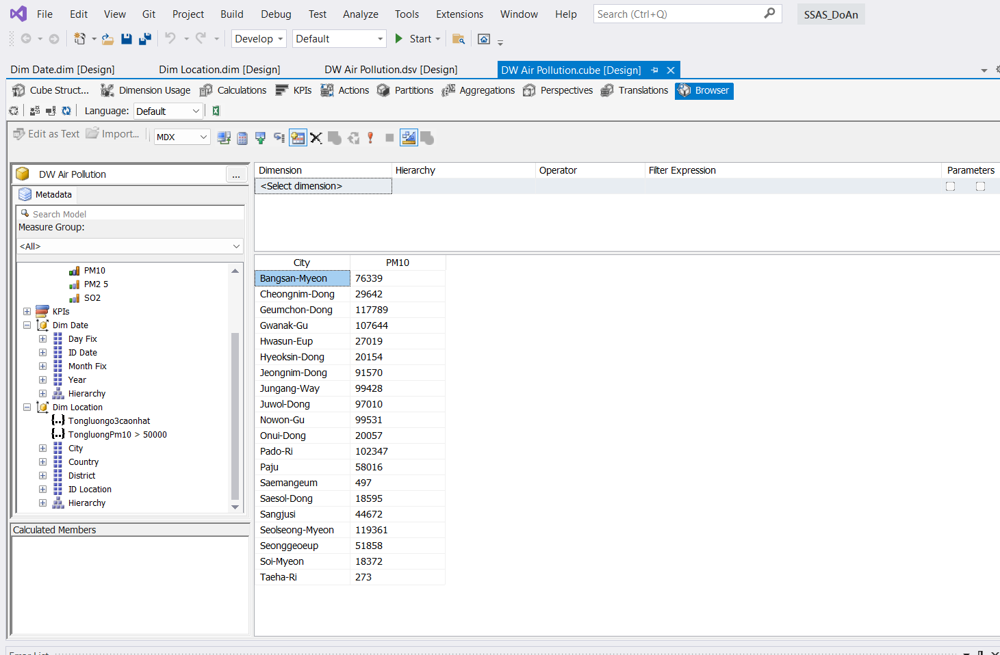 File Edit View Git Project Build Debug Test Analyze Tools Extensions Window Help Search (Ctrl+Q) SSAS_DoAn
Develop Default Start
Dim Date.dim [Design] Dim Location.dim [Design] DW Air Pollution.dsv [Design] DW Air Pollution.cube [Design]
Cube Struct... Dimension Usage Calculations KPIs Actions Partitions Aggregations Perspectives Translations Browser
Language: Default
Edit as Text Import... MDX
DW Air Pollution ...
Metadata
Search Model
Measure Group:
<All>
PM10
PM2 5
SO2
KPIs
Dim Date
Day Fix
ID Date
Month Fix
Year
Hierarchy
Dim Location
Tongluongo3caonhat
TongluongPm10 > 50000
City
Country
District
ID Location
Hierarchy
Calculated Members
Dimension Hierarchy Operator Filter Expression Parameters
<Select dimension>
City PM10
Bangsan-Myeon 76339
Cheongnim-Dong 29642
Geumchon-Dong 117789
Gwanak-Gu 107644
Hwasun-Eup 27019
Hyeoksin-Dong 20154
Jeongnim-Dong 91570
Jungang-Way 99428
Juwol-Dong 97010
Nowon-Gu 99531
Onui-Dong 20057
Pado-Ri 102347
Paju 58016
Saemangeum 497
Saesol-Dong 18595
Sangjusi 44672
Seolseong-Myeon 119361
Seonggeoeup 51858
Soi-Myeon 18372
Taeha-Ri 273
Error List